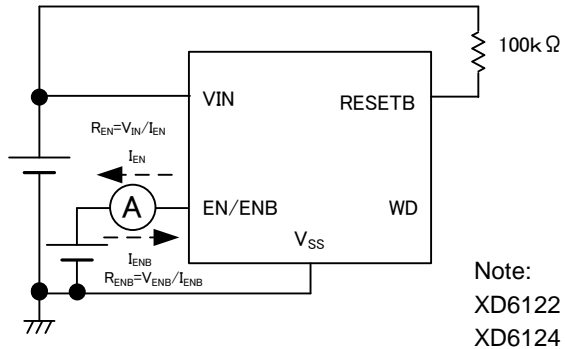 100kΩ
VIN
RESETB
R_EN=V_IN/I_EN
I_EN
A
EN/ENB
WD
V_SS
I_ENB
R_ENB=V_ENB/I_ENB
Note:
XD6122
XD6124